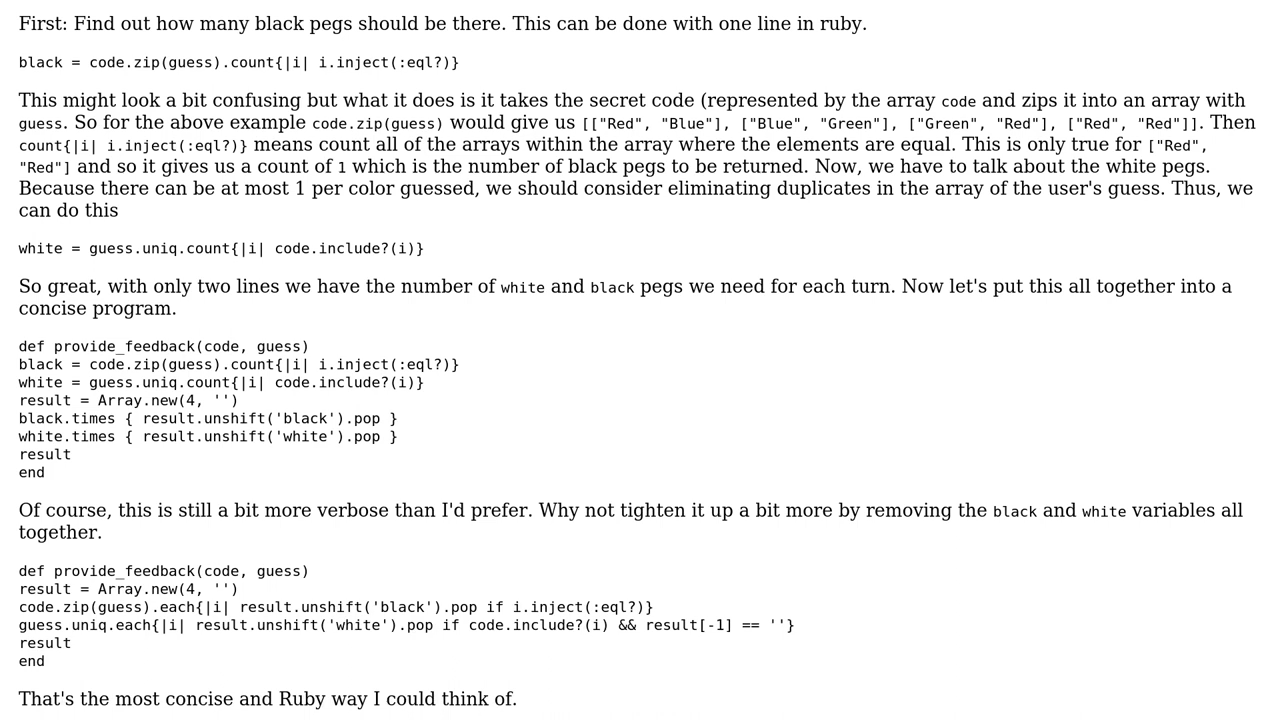 First: Find out how many black pegs should be there. This can be done with one line in ruby.
black = code.zip(guess).count{|i| i.inject(:eql?)}
This might look a bit confusing but what it does is it takes the secret code (represented by the array code and zips it into an array with
guess. So for the above example code.zip(guess) would give us [["Red", "Blue"], ["Blue", "Green"], ["Green", "Red"], ["Red", "Red"]]. Then
count{|i| i.inject(:eql?)} means count all of the arrays within the array where the elements are equal. This is only true for ["Red",
"Red"] and so it gives us a count of 1 which is the number of black pegs to be returned. Now, we have to talk about the white pegs.
Because there can be at most 1 per color guessed, we should consider eliminating duplicates in the array of the user's guess. Thus, we
can do this
white = guess.uniq.count{|i| code.include?(i)}
So great, with only two lines we have the number of white and black pegs we need for each turn. Now let's put this all together into a
concise program.
def provide_feedback(code, guess)
black = code.zip(guess).count{|i| i.inject(:eql?)}
white = guess.uniq.count{|i| code.include?(i)}
result = Array.new(4, '')
black.times { result.unshift('black').pop }
white.times { result.unshift('white').pop }
result
end
Of course, this is still a bit more verbose than I'd prefer. Why not tighten it up a bit more by removing the black and white variables all
together.
def provide_feedback(code, guess)
result = Array.new(4, '')
code.zip(guess).each{|i| result.unshift('black').pop if i.inject(:eql?)}
guess.uniq.each{|i| result.unshift('white').pop if code.include?(i) && result[-1] == ''}
result
end
That's the most concise and Ruby way I could think of.